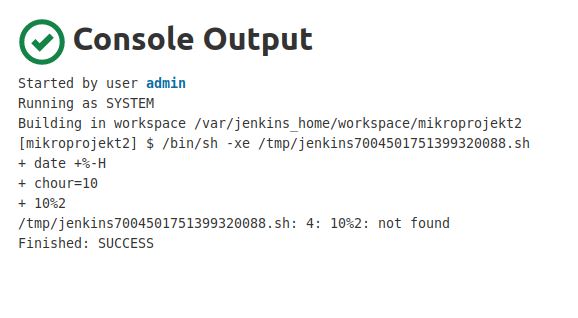 Console Output
Started by user admin
Running as SYSTEM
Building in workspace /var/jenkins_home/workspace/mikroprojekt2
[mikroprojekt2] $ /bin/sh -xe /tmp/jenkins7004501751399320088.sh
+ date +%-H
+ chour=10
+ 10%2
/tmp/jenkins7004501751399320088.sh: 4: 10%2: not found
Finished: SUCCESS